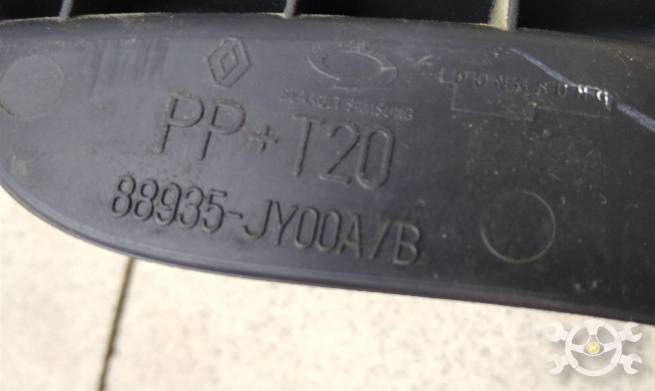 RENAULT SAMSUNG
PP+T20
88935-JY00A/B